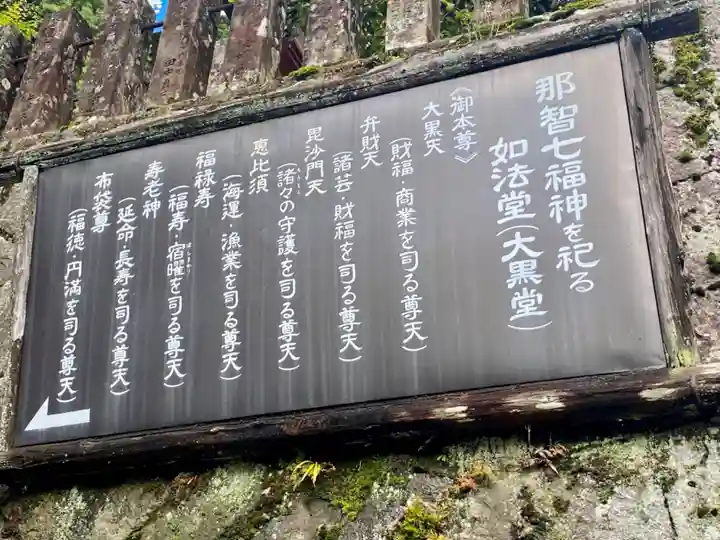 那智七福神を祀る
如法堂(大黒堂)
《御本尊》
大黒天
(財福・商業を司る尊天)
弁財天
(諸芸・財福を司る尊天)
毘沙門天
(諸々の守護を司る尊天)
恵比須
(海運・漁業を司る尊天)
福禄寿
(福寿・宿曜を司る尊天)
寿老神
(延命・長寿を司る尊天)
布袋尊
(福徳・円満を司る尊天)